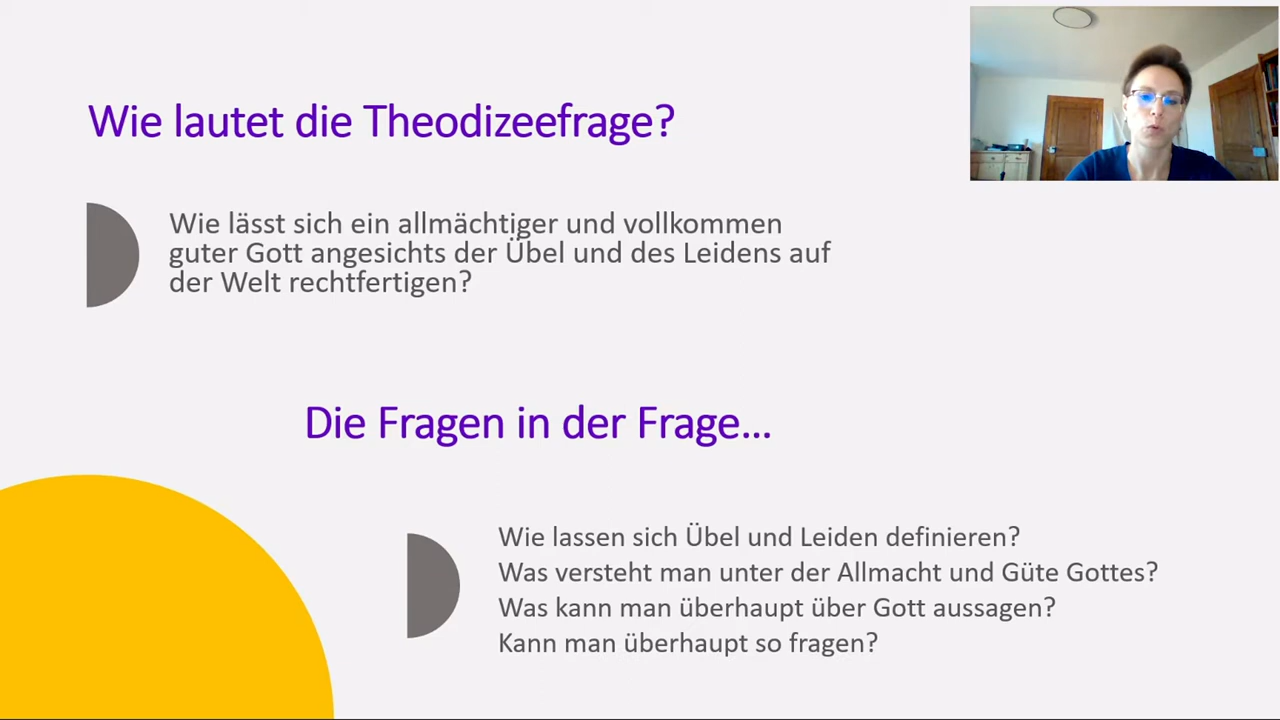 Wie lautet die Theodizeefrage?
Wie lässt sich ein allmächtiger und vollkommen
guter Gott angesichts der Übel und des Leidens auf
der Welt rechtfertigen?
Die Fragen in der Frage...
Wie lassen sich Übel und Leiden definieren?
Was versteht man unter der Allmacht und Güte Gottes?
Was kann man überhaupt über Gott aussagen?
Kann man überhaupt so fragen?